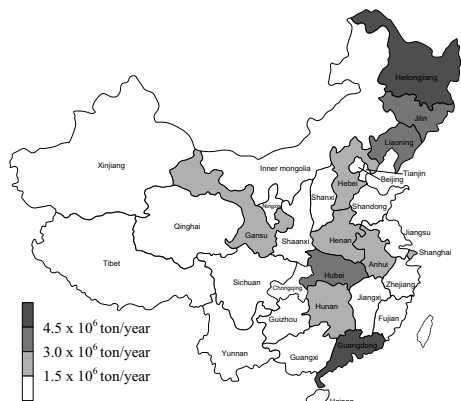 Heilongjiang
Jilin
Liaoning
Xinjiang
Inner mongolia
Tianjin
Beijing
Hebei
Ningxia
Shanxi
Shandong
Qinghai
Gansu
Shaanxi
Henan
Jiangsu
Shanghai
Tibet
Anhui
Hubei
Sichuan
Chongqing
Zhejiang
Hunan
Jiangxi
Guizhou
Fujian
Yunnan
Guangxi
Guangdong
4.5 x 10⁶ ton/year
3.0 x 10⁶ ton/year
1.5 x 10⁶ ton/year